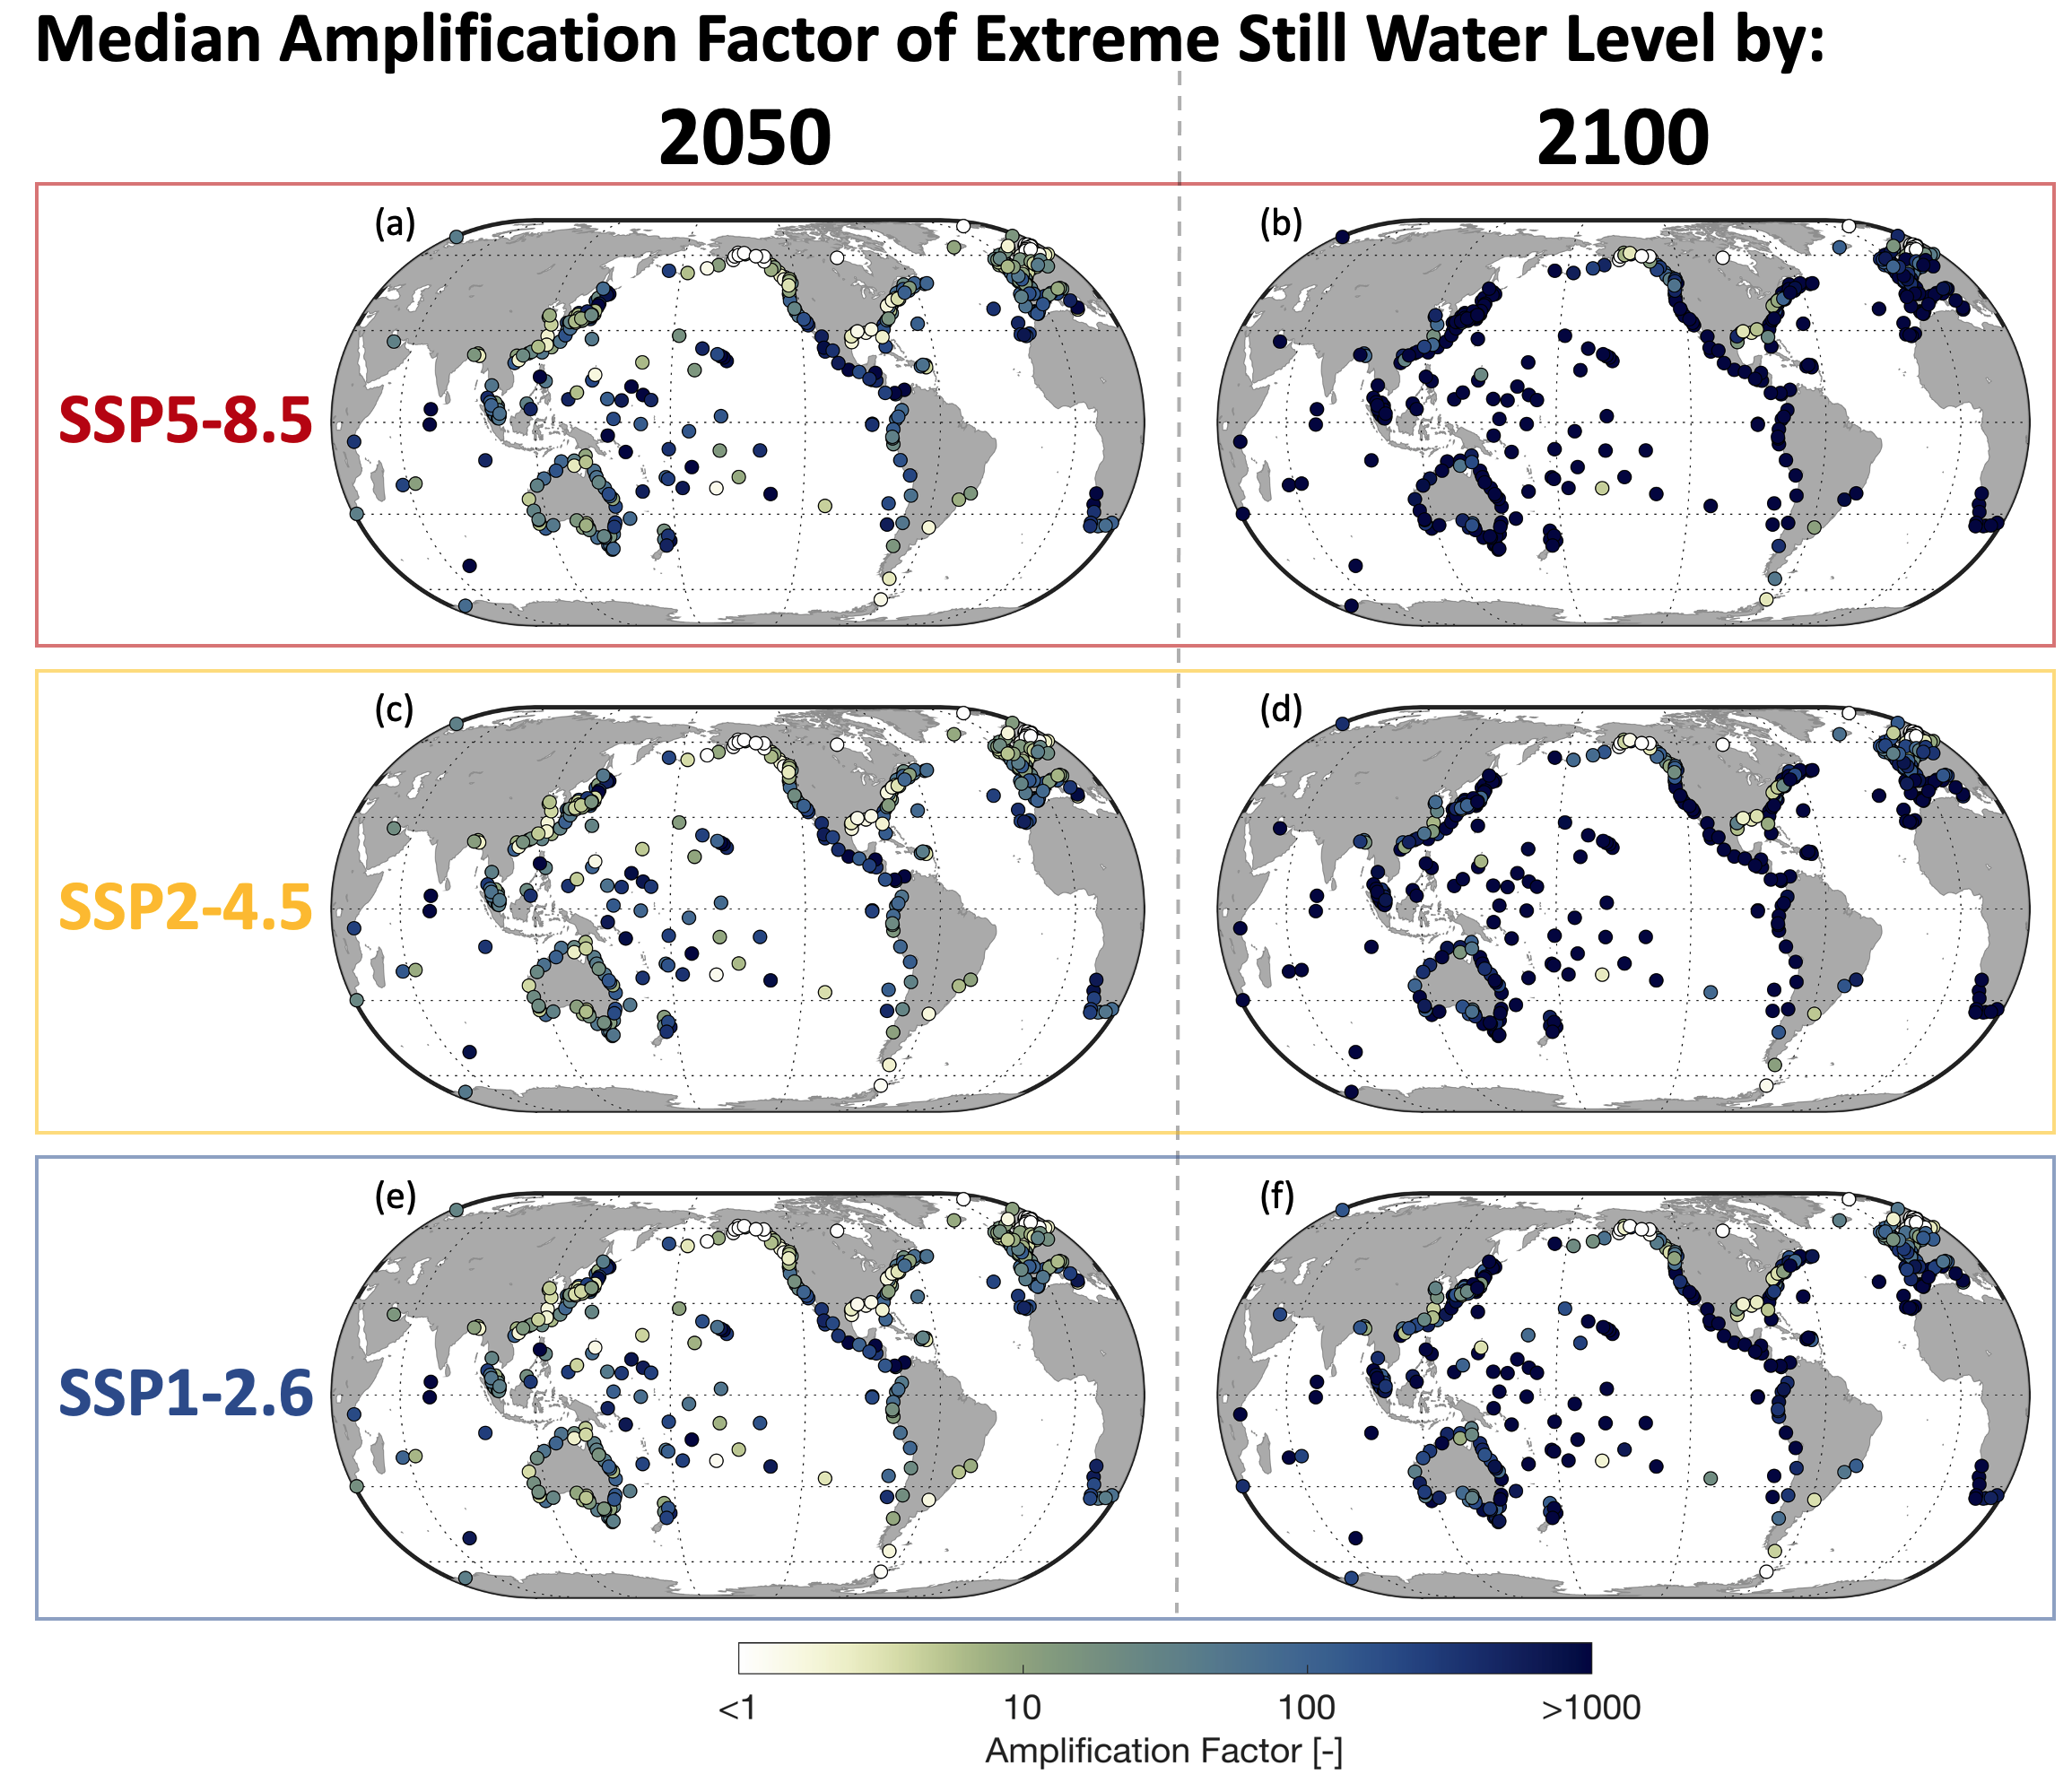 Median Amplification Factor of Extreme Still Water Level by:
2050
2100
SSP5-8.5
(a)
(b)
SSP2-4.5
(c)
(d)
SSP1-2.6
(e)
(f)
<1
10
100
>1000
Amplification Factor [-]